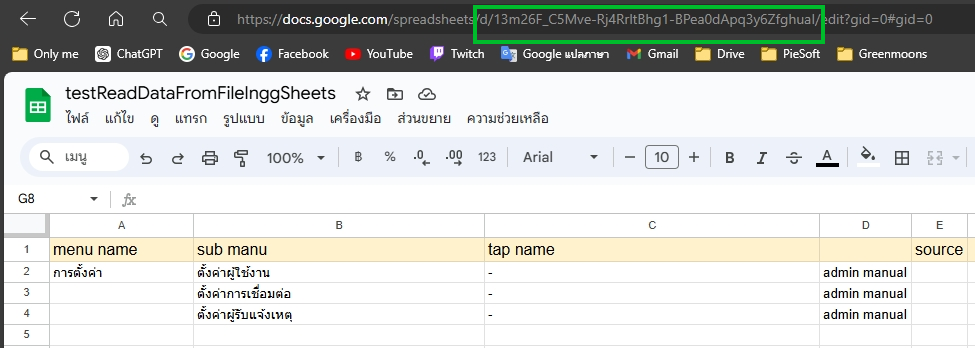 https://docs.google.com/spreadsheets/d/13m26F_C5Mve-Rj4RrltBhg1-BPea0dApq3y6Zfghual/edit?gid=0#gid=0
Only me ChatGPT Google Facebook YouTube Twitch Google แปลภาษา Gmail Drive PieSoft Greenmoons
testReadDataFromFileInggSheets
ไฟล์ แก้ไข ดู แทรก รูปแบบ ข้อมูล เครื่องมือ ส่วนขยาย ความช่วยเหลือ
เมนู 100% ฿ % .0 .00 123 Arial 10 B I S A
G8 fx
A B C D E
1 menu name sub manu tap name source
2 การตั้งค่า ตั้งค่าผู้ใช้งาน - admin manual
3 ตั้งค่าการเชื่อมต่อ - admin manual
4 ตั้งค่าผู้รับแจ้งเหตุ - admin manual
5